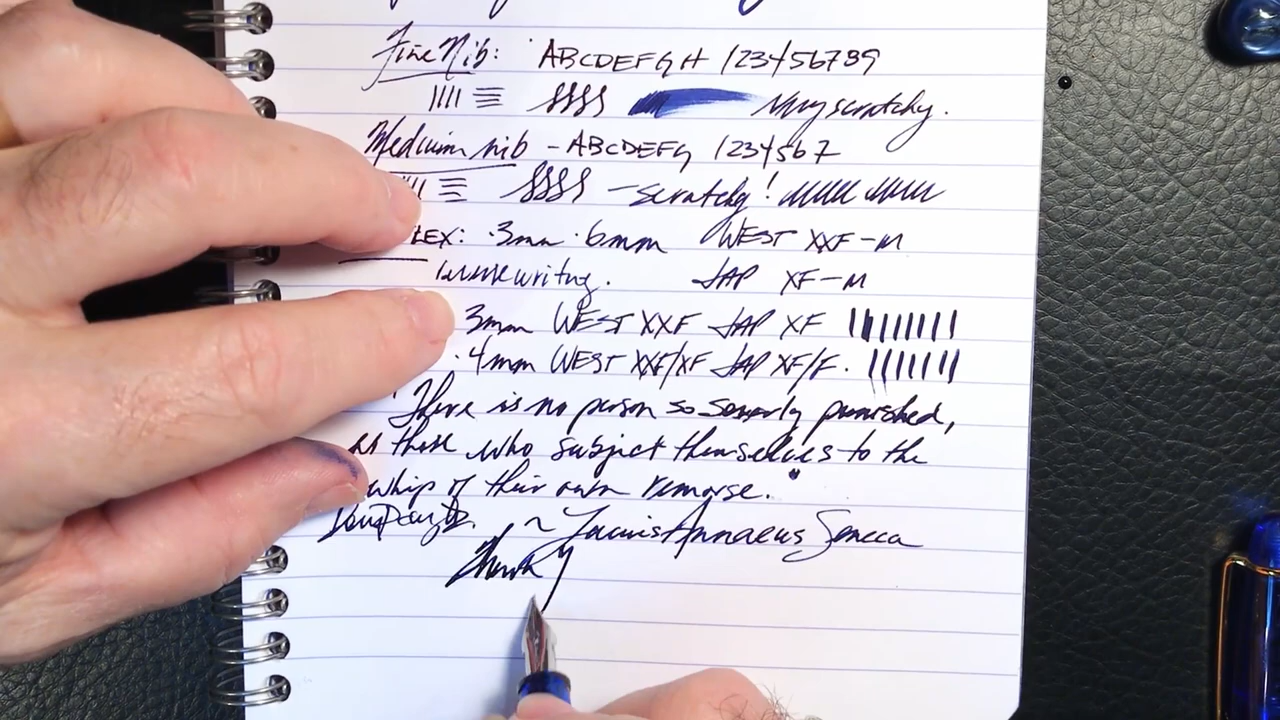 Fine Nib: ABCDEFGH 123456789
Very scratchy.
Medium nib - ABCDEFG 1234567
- scratchy!
LEX: .3mm .6mm WEST XXF-M
writing. JAP XF-M
3mm WEST XXF JAP XF
.4mm WEST XXF/XF JAP XF/F.
"There is no person so severly punished,
as those who subject themselves to the
whip of their own remorse."
~ Lucius Annaeus Seneca